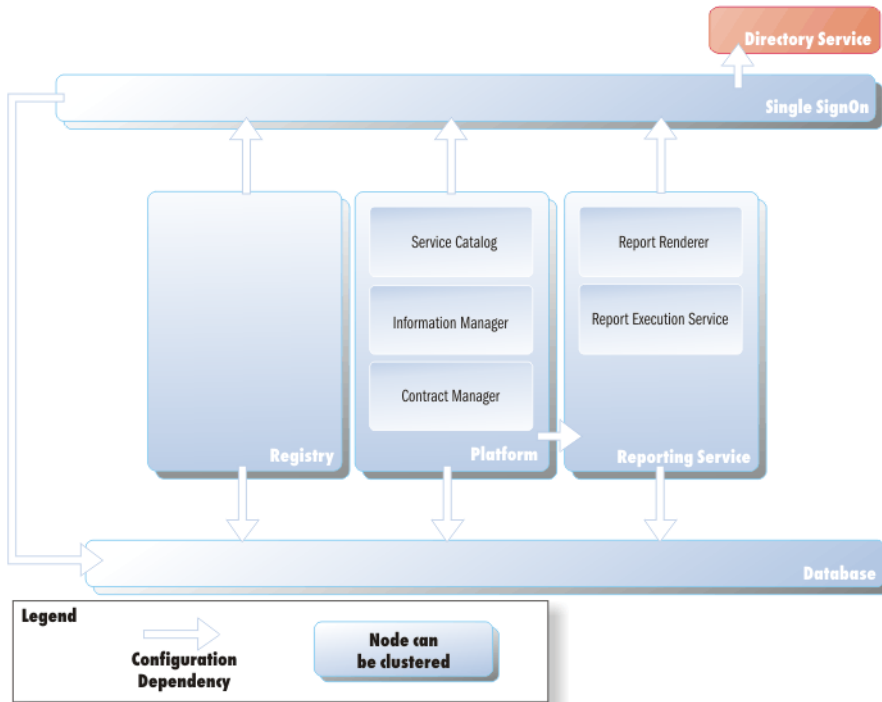 Directory Service
Single SignOn
Service Catalog
Information Manager
Contract Manager
Report Renderer
Report Execution Service
Registry
Platform
Reporting Service
Database
Legend
Configuration
Dependency
Node can
be clustered